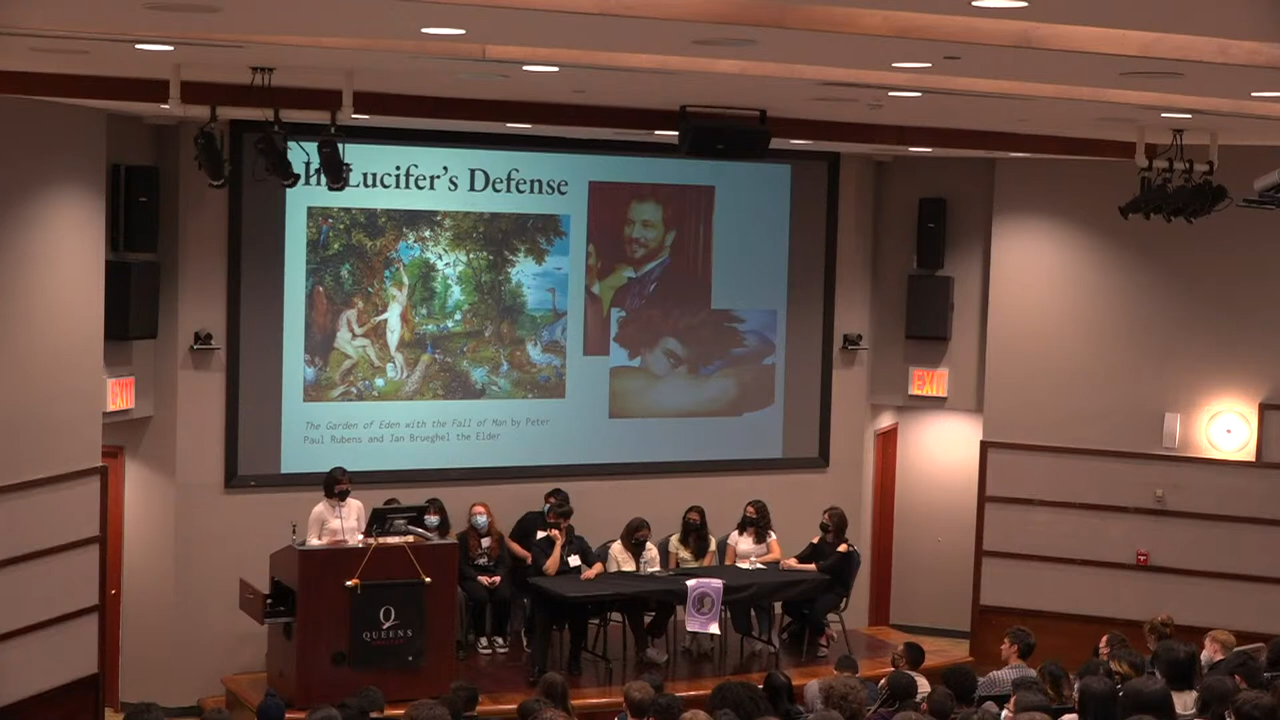 In Lucifer's Defense
The Garden of Eden with the Fall of Man by Peter
Paul Rubens and Jan Brueghel the Elder
EXIT
EXIT
Q
QUEENS